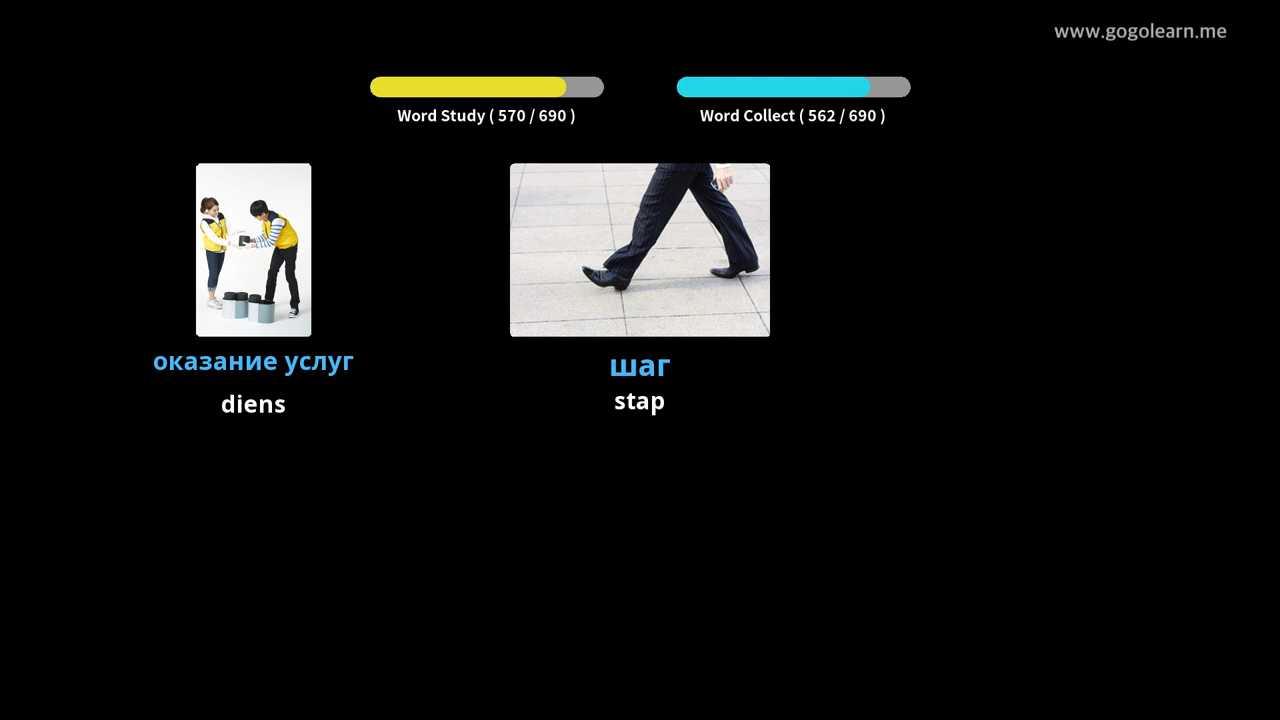 www.gogolearn.me
Word Study ( 570 / 690 )
Word Collect ( 562 / 690 )
оказание услуг
diens
шаг
stap